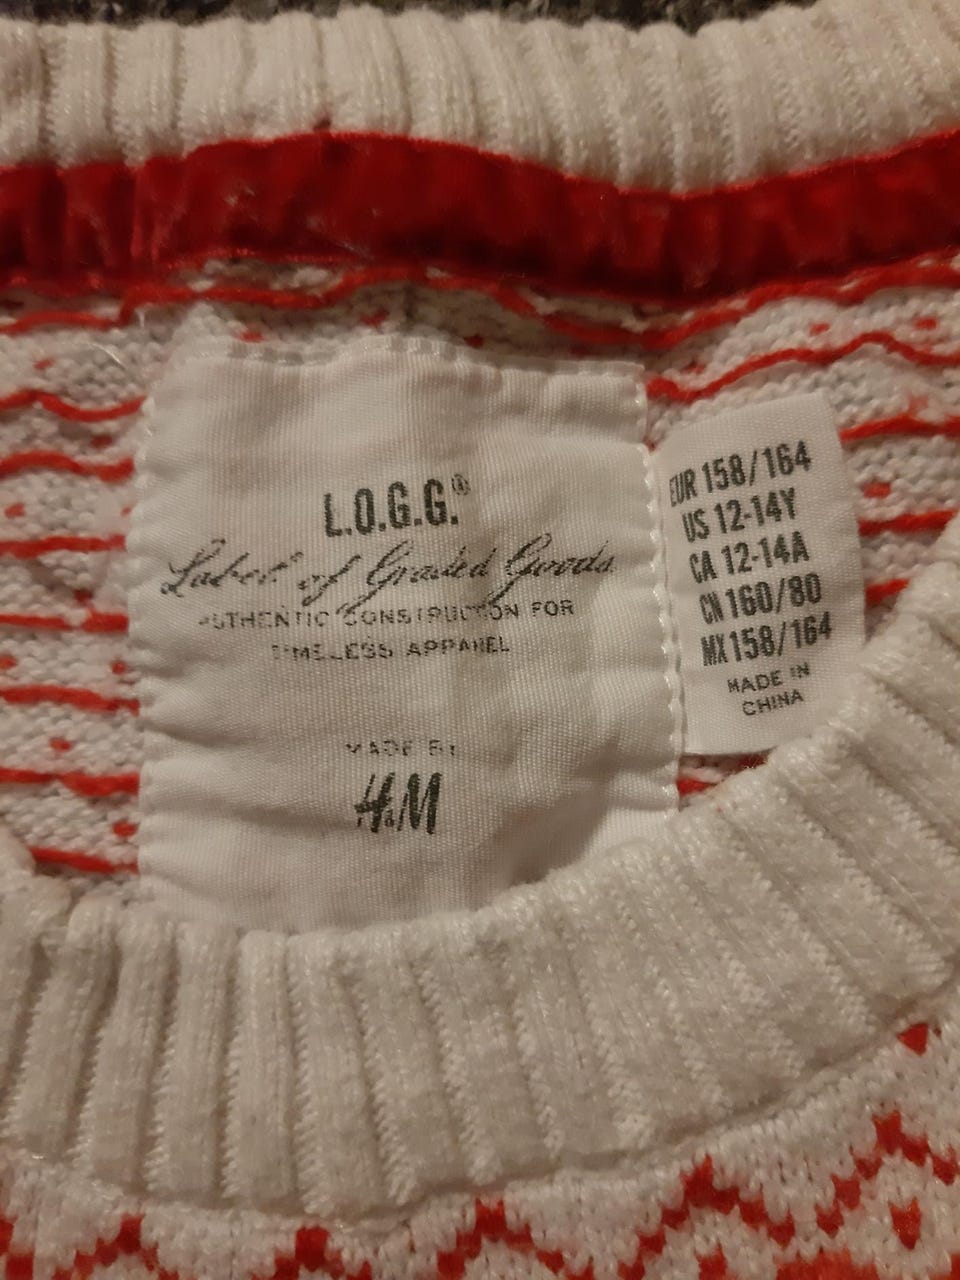 L.O.G.G.®
Label of Graded Goods
AUTHENTIC CONSTRUCTION FOR
TIMELESS APPAREL
MADE BY
H&M
EUR 158/164
US 12-14Y
CA 12-14A
CN 160/80
MX 158/164
MADE IN
CHINA